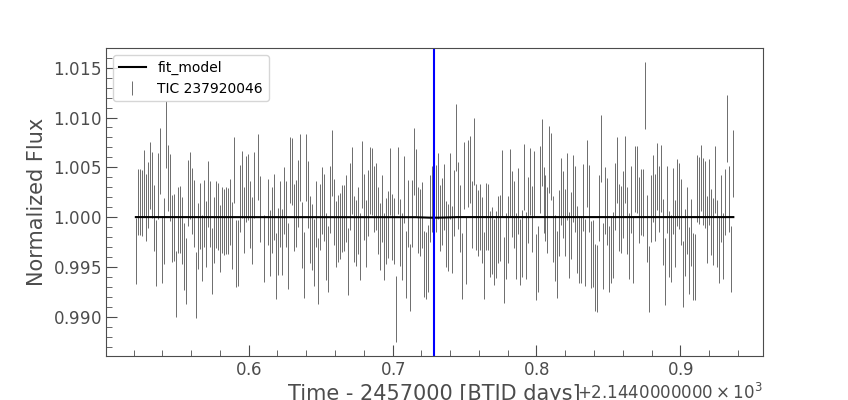 fit_model
TIC 237920046
1.015
1.010
1.005
1.000
0.995
0.990
Normalized Flux
0.6 0.7 0.8 0.9
Time - 2457000 [BTJD days]
+2.1440000000 × 10³